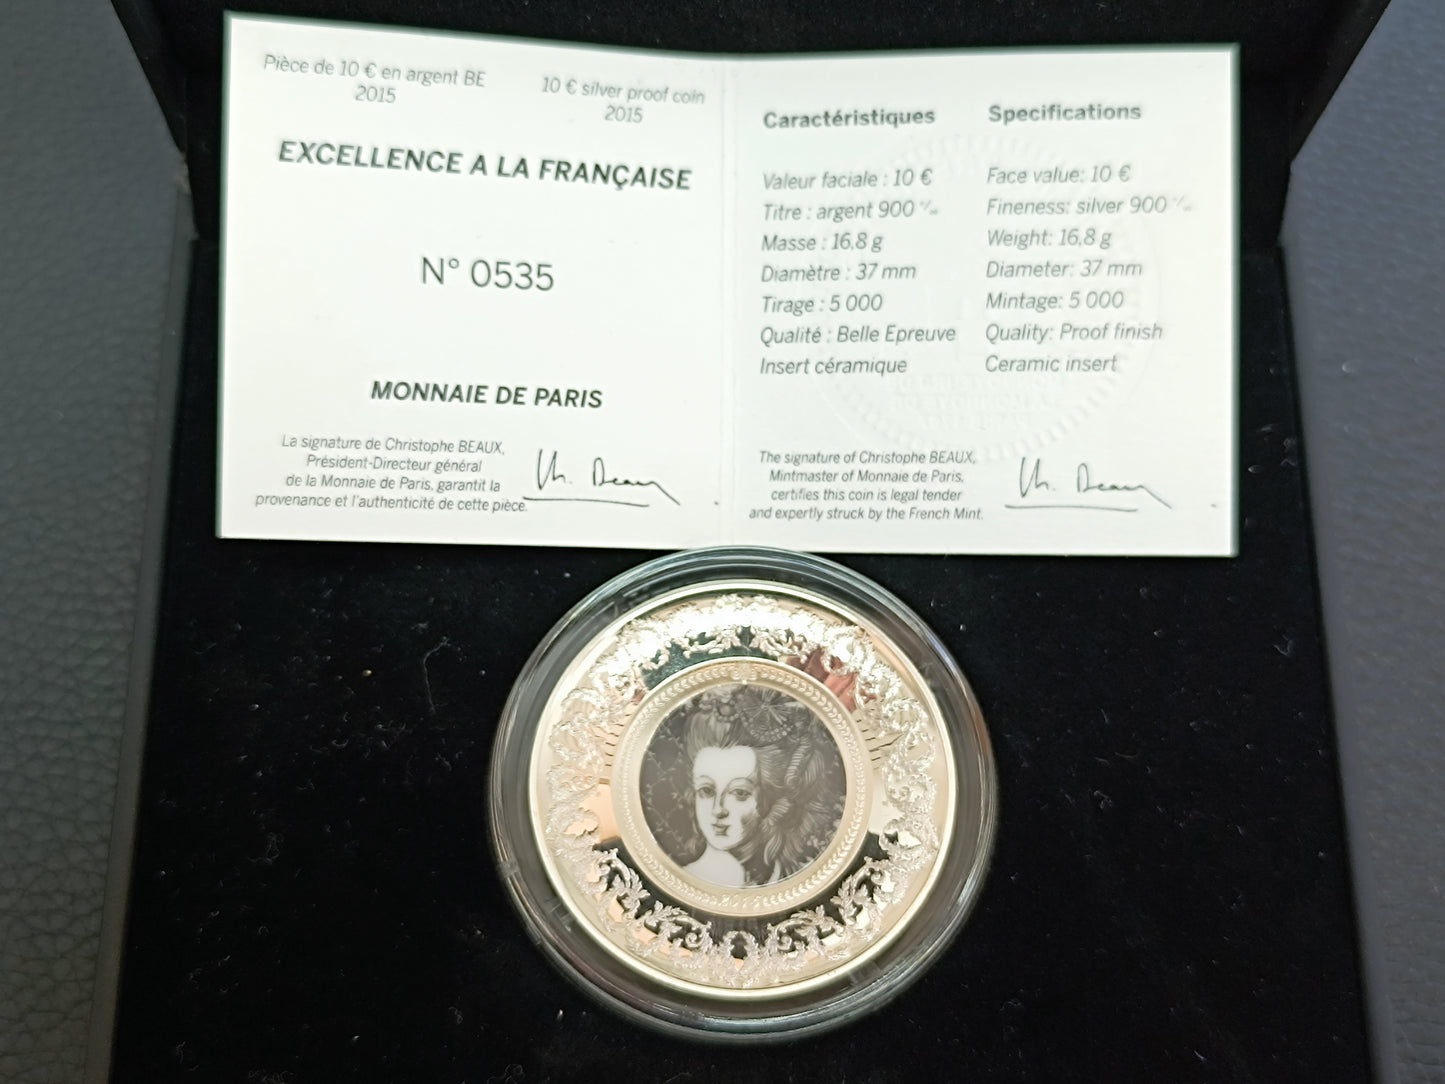 Pièce de 10 € en argent BE
2015
10 € silver proof coin
2015
EXCELLENCE A LA FRANÇAISE
N° 0535
MONNAIE DE PARIS
La signature de Christophe BEAUX,
Président-Directeur général
de la Monnaie de Paris, garantit la
provenance et l'authenticité de cette pièce.
Caractéristiques
Valeur faciale : 10 €
Titre : argent 900 ‰
Masse : 16,8 g
Diamètre : 37 mm
Tirage : 5 000
Qualité : Belle Epreuve
Insert céramique
Specifications
Face value: 10 €
Fineness: silver 900 ‰
Weight: 16,8 g
Diameter: 37 mm
Mintage: 5 000
Quality: Proof finish
Ceramic insert
The signature of Christophe BEAUX,
Mintmaster of Monnaie de Paris,
certifies this coin is legal tender
and expertly struck by the French Mint.
2015